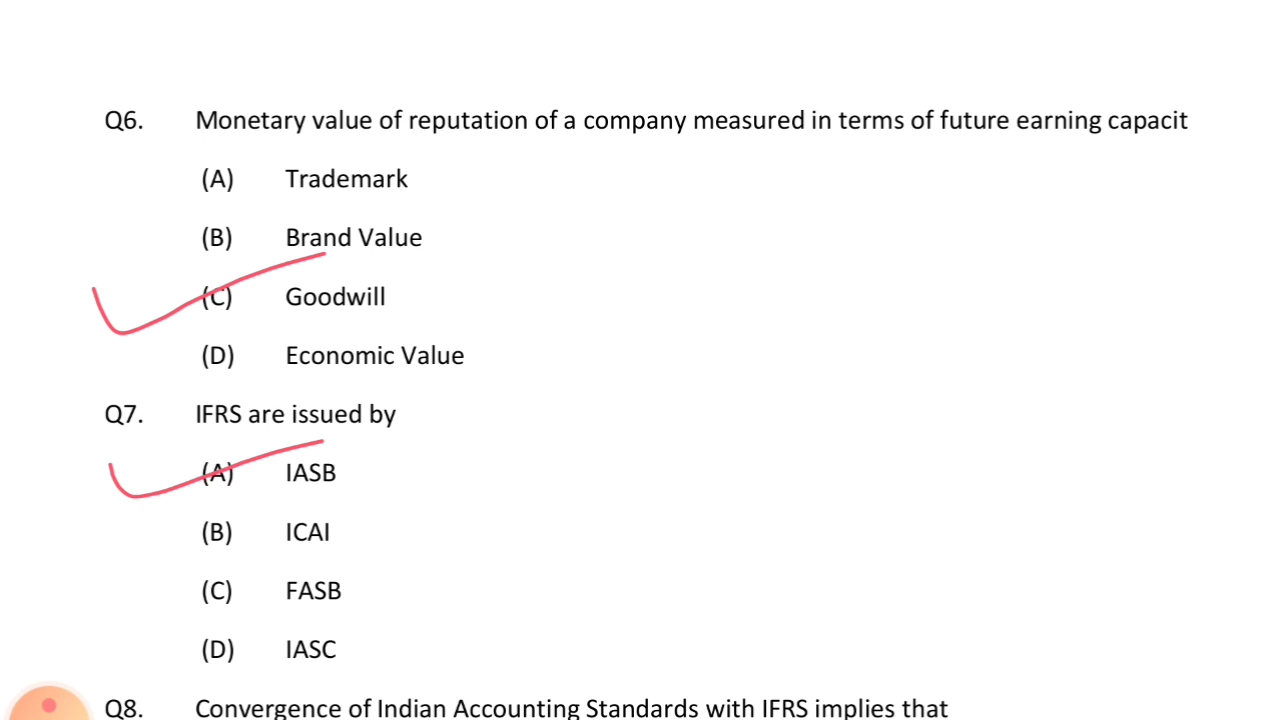 Q6. Monetary value of reputation of a company measured in terms of future earning capacit
(A) Trademark
(B) Brand Value
(C) Goodwill
(D) Economic Value
Q7. IFRS are issued by
(A) IASB
(B) ICAI
(C) FASB
(D) IASC
Q8. Convergence of Indian Accounting Standards with IFRS implies that